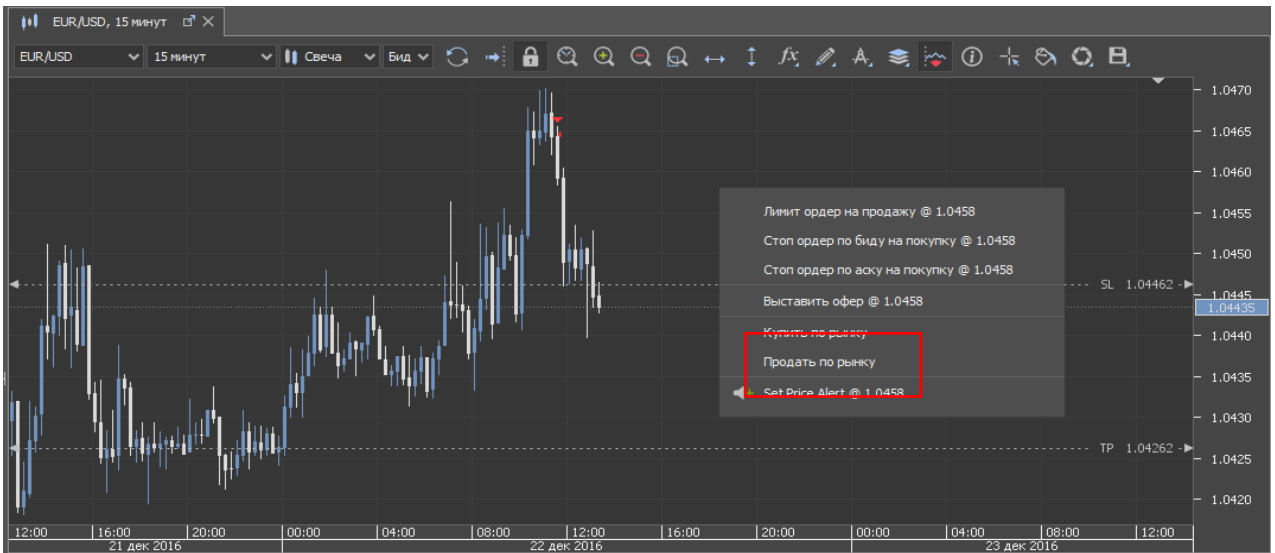 EUR/USD, 15 минут
EUR/USD 15 минут Свеча Бид
1.0470
1.0465
1.0460
1.0455
1.0450
1.0445
1.04435
1.0440
1.0435
1.0430
1.0425
1.0420
Лимит ордер на продажу @ 1.0458
Стоп ордер по биду на покупку @ 1.0458
Стоп ордер по аску на покупку @ 1.0458
Выставить офер @ 1.0458
Купить по рынку
Продать по рынку
Set Price Alert @ 1.0458
SL 1.04462
TP 1.04262
12:00 16:00 20:00 00:00 04:00 08:00 12:00 16:00 20:00 00:00 04:00 08:00 12:00
21 дек 2016 22 дек 2016 23 дек 2016